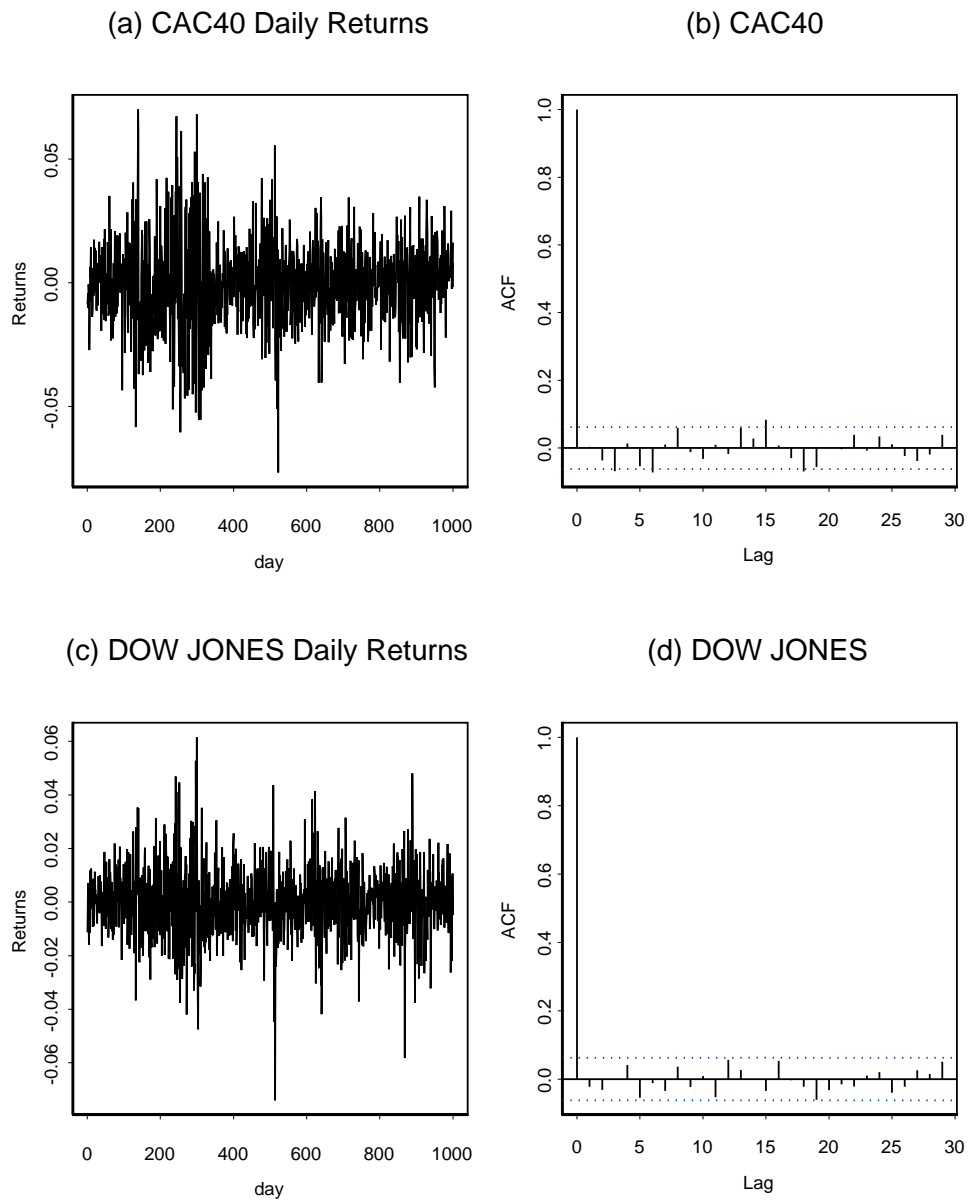 (a) CAC40 Daily Returns
Returns
0.05
0.00
-0.05
0 200 400 600 800 1000
day
(b) CAC40
ACF
1.0
0.8
0.6
0.4
0.2
0.0
0 5 10 15 20 25 30
Lag
(c) DOW JONES Daily Returns
Returns
0.06
0.04
0.02
0.00
-0.02
-0.04
-0.06
0 200 400 600 800 1000
day
(d) DOW JONES
ACF
1.0
0.8
0.6
0.4
0.2
0.0
0 5 10 15 20 25 30
Lag